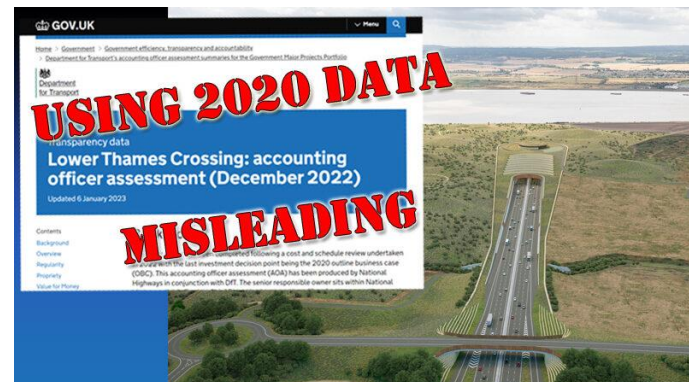 GOV.UK
Menu
Home > Government > Government efficiency, transparency and accountability
> Department for Transport's accounting officer assessment summaries for the Government Major Projects Portfolio
Department
for Transport
USING 2020 DATA
Transparency data
Lower Thames Crossing: accounting
officer assessment (December 2022)
Updated 6 January 2023
MISLEADING
Contents
Background
Overview
Regularity
Propriety
Value for Money
completed following a cost and schedule review undertaken
in 2022 with the last investment decision point being the 2020 outline business case
(OBC). This accounting officer assessment (AOA) has been produced by National
Highways in conjunction with DfT. The senior responsible owner sits within National